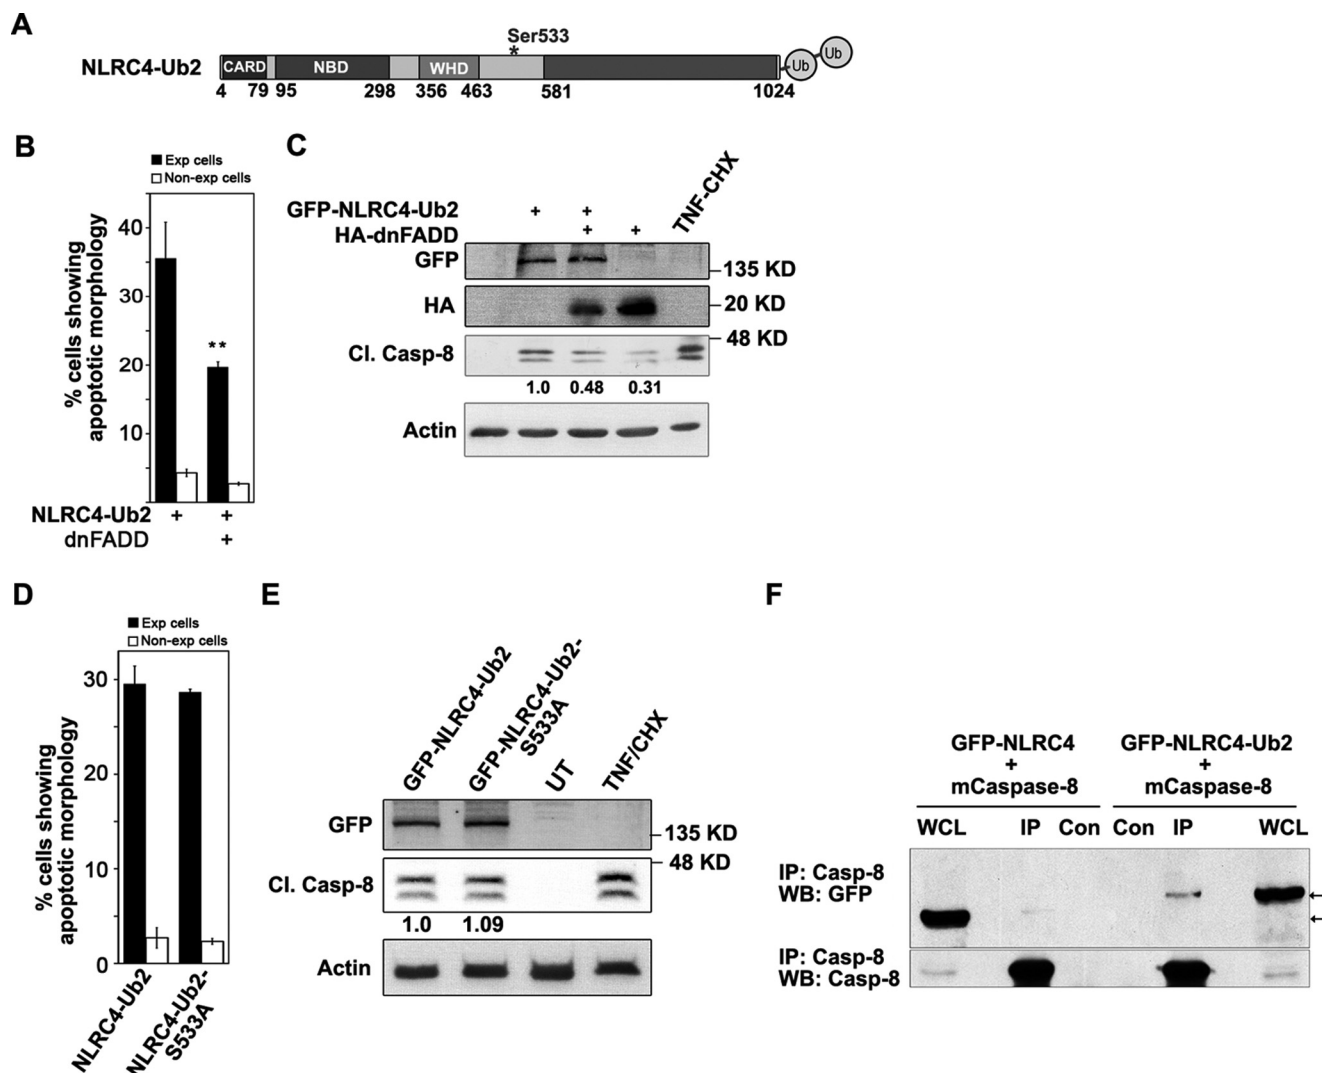 A
Ser533
*
NLRC4-Ub2
CARD NBD WHD Ub Ub
4 79 95 298 356 463 581 1024
B
Exp cells
Non-exp cells
% cells showing
apoptotic morphology
40
30
20
10
**
NLRC4-Ub2 + +
dnFADD +
C
TNF-CHX
GFP-NLRC4-Ub2 + +
HA-dnFADD + +
GFP
135 KD
HA
20 KD
48 KD
Cl. Casp-8
1.0 0.48 0.31
Actin
D
Exp cells
Non-exp cells
% cells showing
apoptotic morphology
30
20
10
0
NLRC4-Ub2
NLRC4-Ub2-
S533A
E
GFP-NLRC4-Ub2
GFP-NLRC4-Ub2-
S533A
UT
TNF/CHX
GFP
135 KD
48 KD
Cl. Casp-8
1.0 1.09
Actin
F
GFP-NLRC4
+
mCaspase-8
GFP-NLRC4-Ub2
+
mCaspase-8
WCL IP Con Con IP WCL
IP: Casp-8
WB: GFP
IP: Casp-8
WB: Casp-8